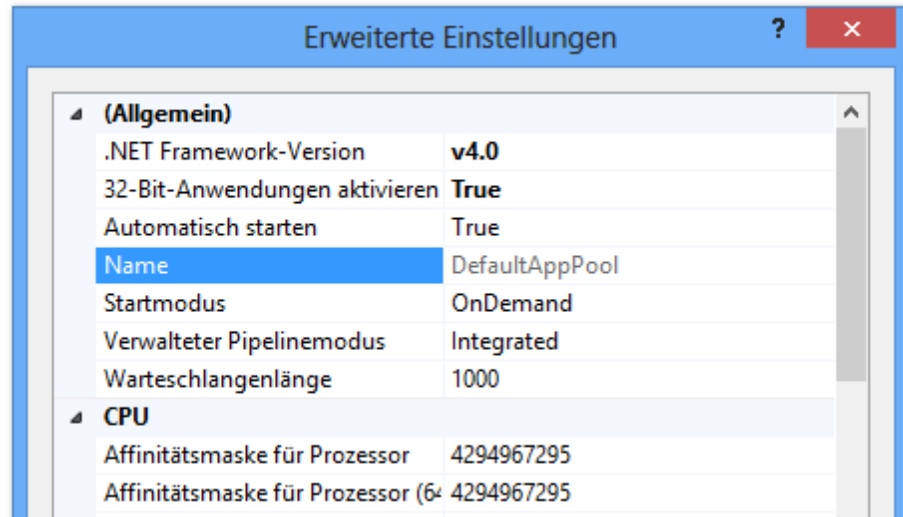 Erweiterte Einstellungen ?
(Allgemein)
.NET Framework-Version v4.0
32-Bit-Anwendungen aktivieren True
Automatisch starten True
Name DefaultAppPool
Startmodus OnDemand
Verwalteter Pipelinemodus Integrated
Warteschlangenlänge 1000
CPU
Affinitätsmaske für Prozessor 4294967295
Affinitätsmaske für Prozessor (64 4294967295